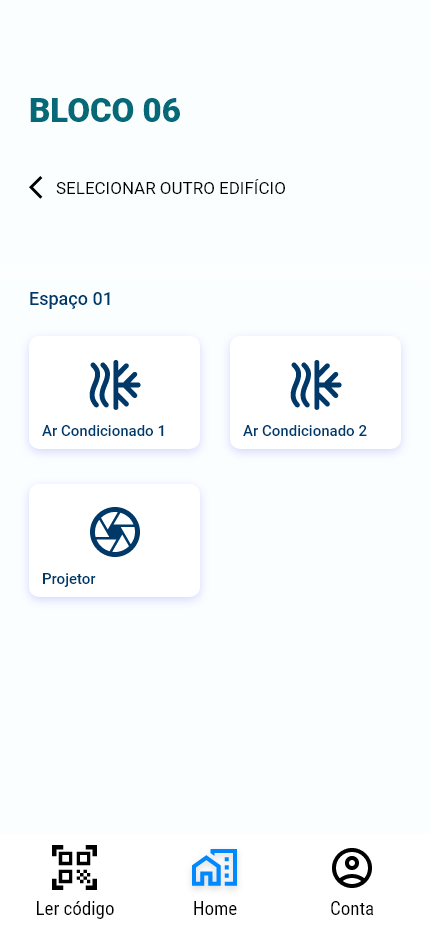 BLOCO 06
SELECIONAR OUTRO EDIFÍCIO
Espaço 01
Ar Condicionado 1
Ar Condicionado 2
Projetor
Ler código
Home
Conta